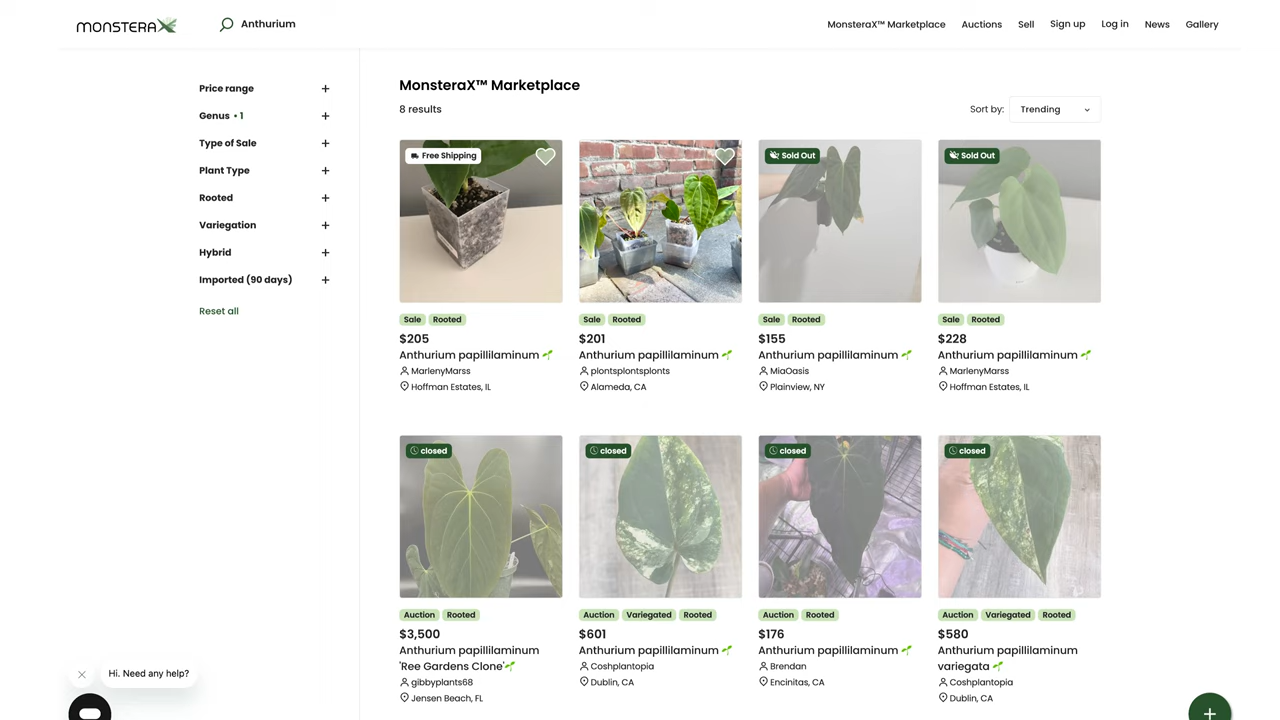 MONSTERAX
Anthurium
MonsteraX™ Marketplace
Auctions
Sell
Sign up
Log in
News
Gallery
Price range
Genus • 1
Type of Sale
Plant Type
Rooted
Variegation
Hybrid
Imported (90 days)
Reset all
MonsteraX™ Marketplace
8 results
Sort by:
Trending
Free Shipping
Sale Rooted
$205
Anthurium papillilaminum
MarlenyMarss
Hoffman Estates, IL
Sale Rooted
$201
Anthurium papillilaminum
plontsplontsplonts
Alameda, CA
Sold Out
Sale Rooted
$155
Anthurium papillilaminum
MiaOasis
Plainview, NY
Sold Out
Sale Rooted
$228
Anthurium papillilaminum
MarlenyMarss
Hoffman Estates, IL
closed
Auction Rooted
$3,500
Anthurium papillilaminum
'Ree Gardens Clone'
gibbyplants68
Jensen Beach, FL
closed
Auction Variegated Rooted
$601
Anthurium papillilaminum
Coshplantopia
Dublin, CA
closed
Auction Rooted
$176
Anthurium papillilaminum
Brendan
Encinitas, CA
closed
Auction Variegated Rooted
$580
Anthurium papillilaminum
variegata
Coshplantopia
Dublin, CA
Hi. Need any help?